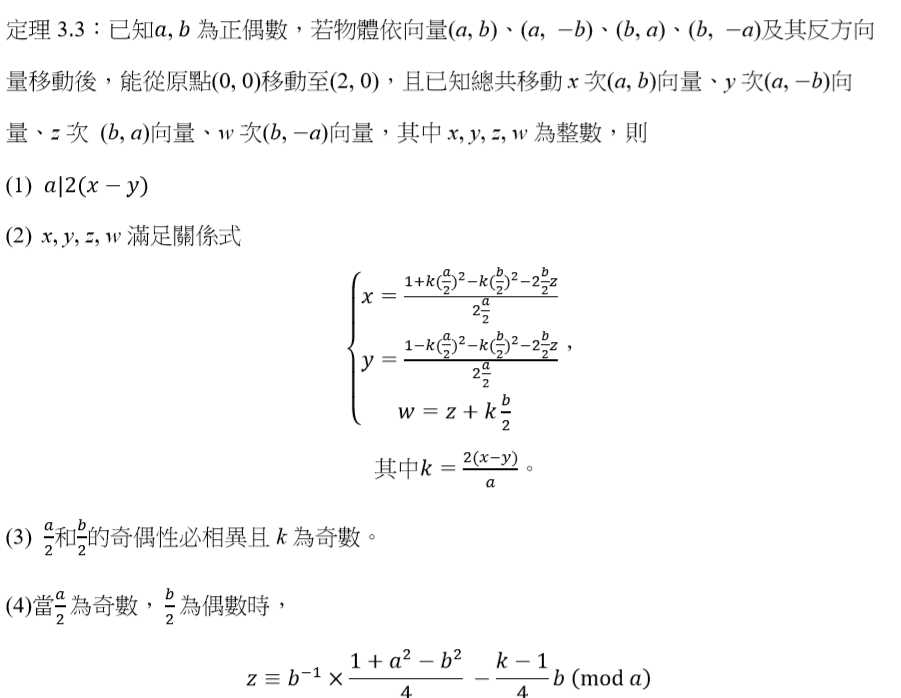 定理 3.3：已知a, b 為正偶數，若物體依向量(a, b)、(a, −b)、(b, a)、(b, −a)及其反方向
量移動後，能從原點(0, 0)移動至(2, 0)，且已知總共移動 x 次(a, b)向量、y 次(a, −b)向
量、z 次 (b, a)向量、w 次(b, −a)向量，其中 x, y, z, w 為整數，則
(1) a|2(x − y)
(2) x, y, z, w 滿足關係式
x = \frac{1+k(\frac{a}{2})^2−k(\frac{b}{2})^2−2\frac{b}{2}z}{2\frac{a}{2}}
y = \frac{1−k(\frac{a}{2})^2−k(\frac{b}{2})^2−2\frac{b}{2}z}{2\frac{a}{2}} ，
w = z + k\frac{b}{2}
其中k = \frac{2(x−y)}{a}。
(3) \frac{a}{2}和\frac{b}{2}的奇偶性必相異且 k 為奇數。
(4)當\frac{a}{2}為奇數，\frac{b}{2}為偶數時，
z ≡ b^{−1} × \frac{1 + a^2 − b^2}{4} − \frac{k − 1}{4}b (mod a)